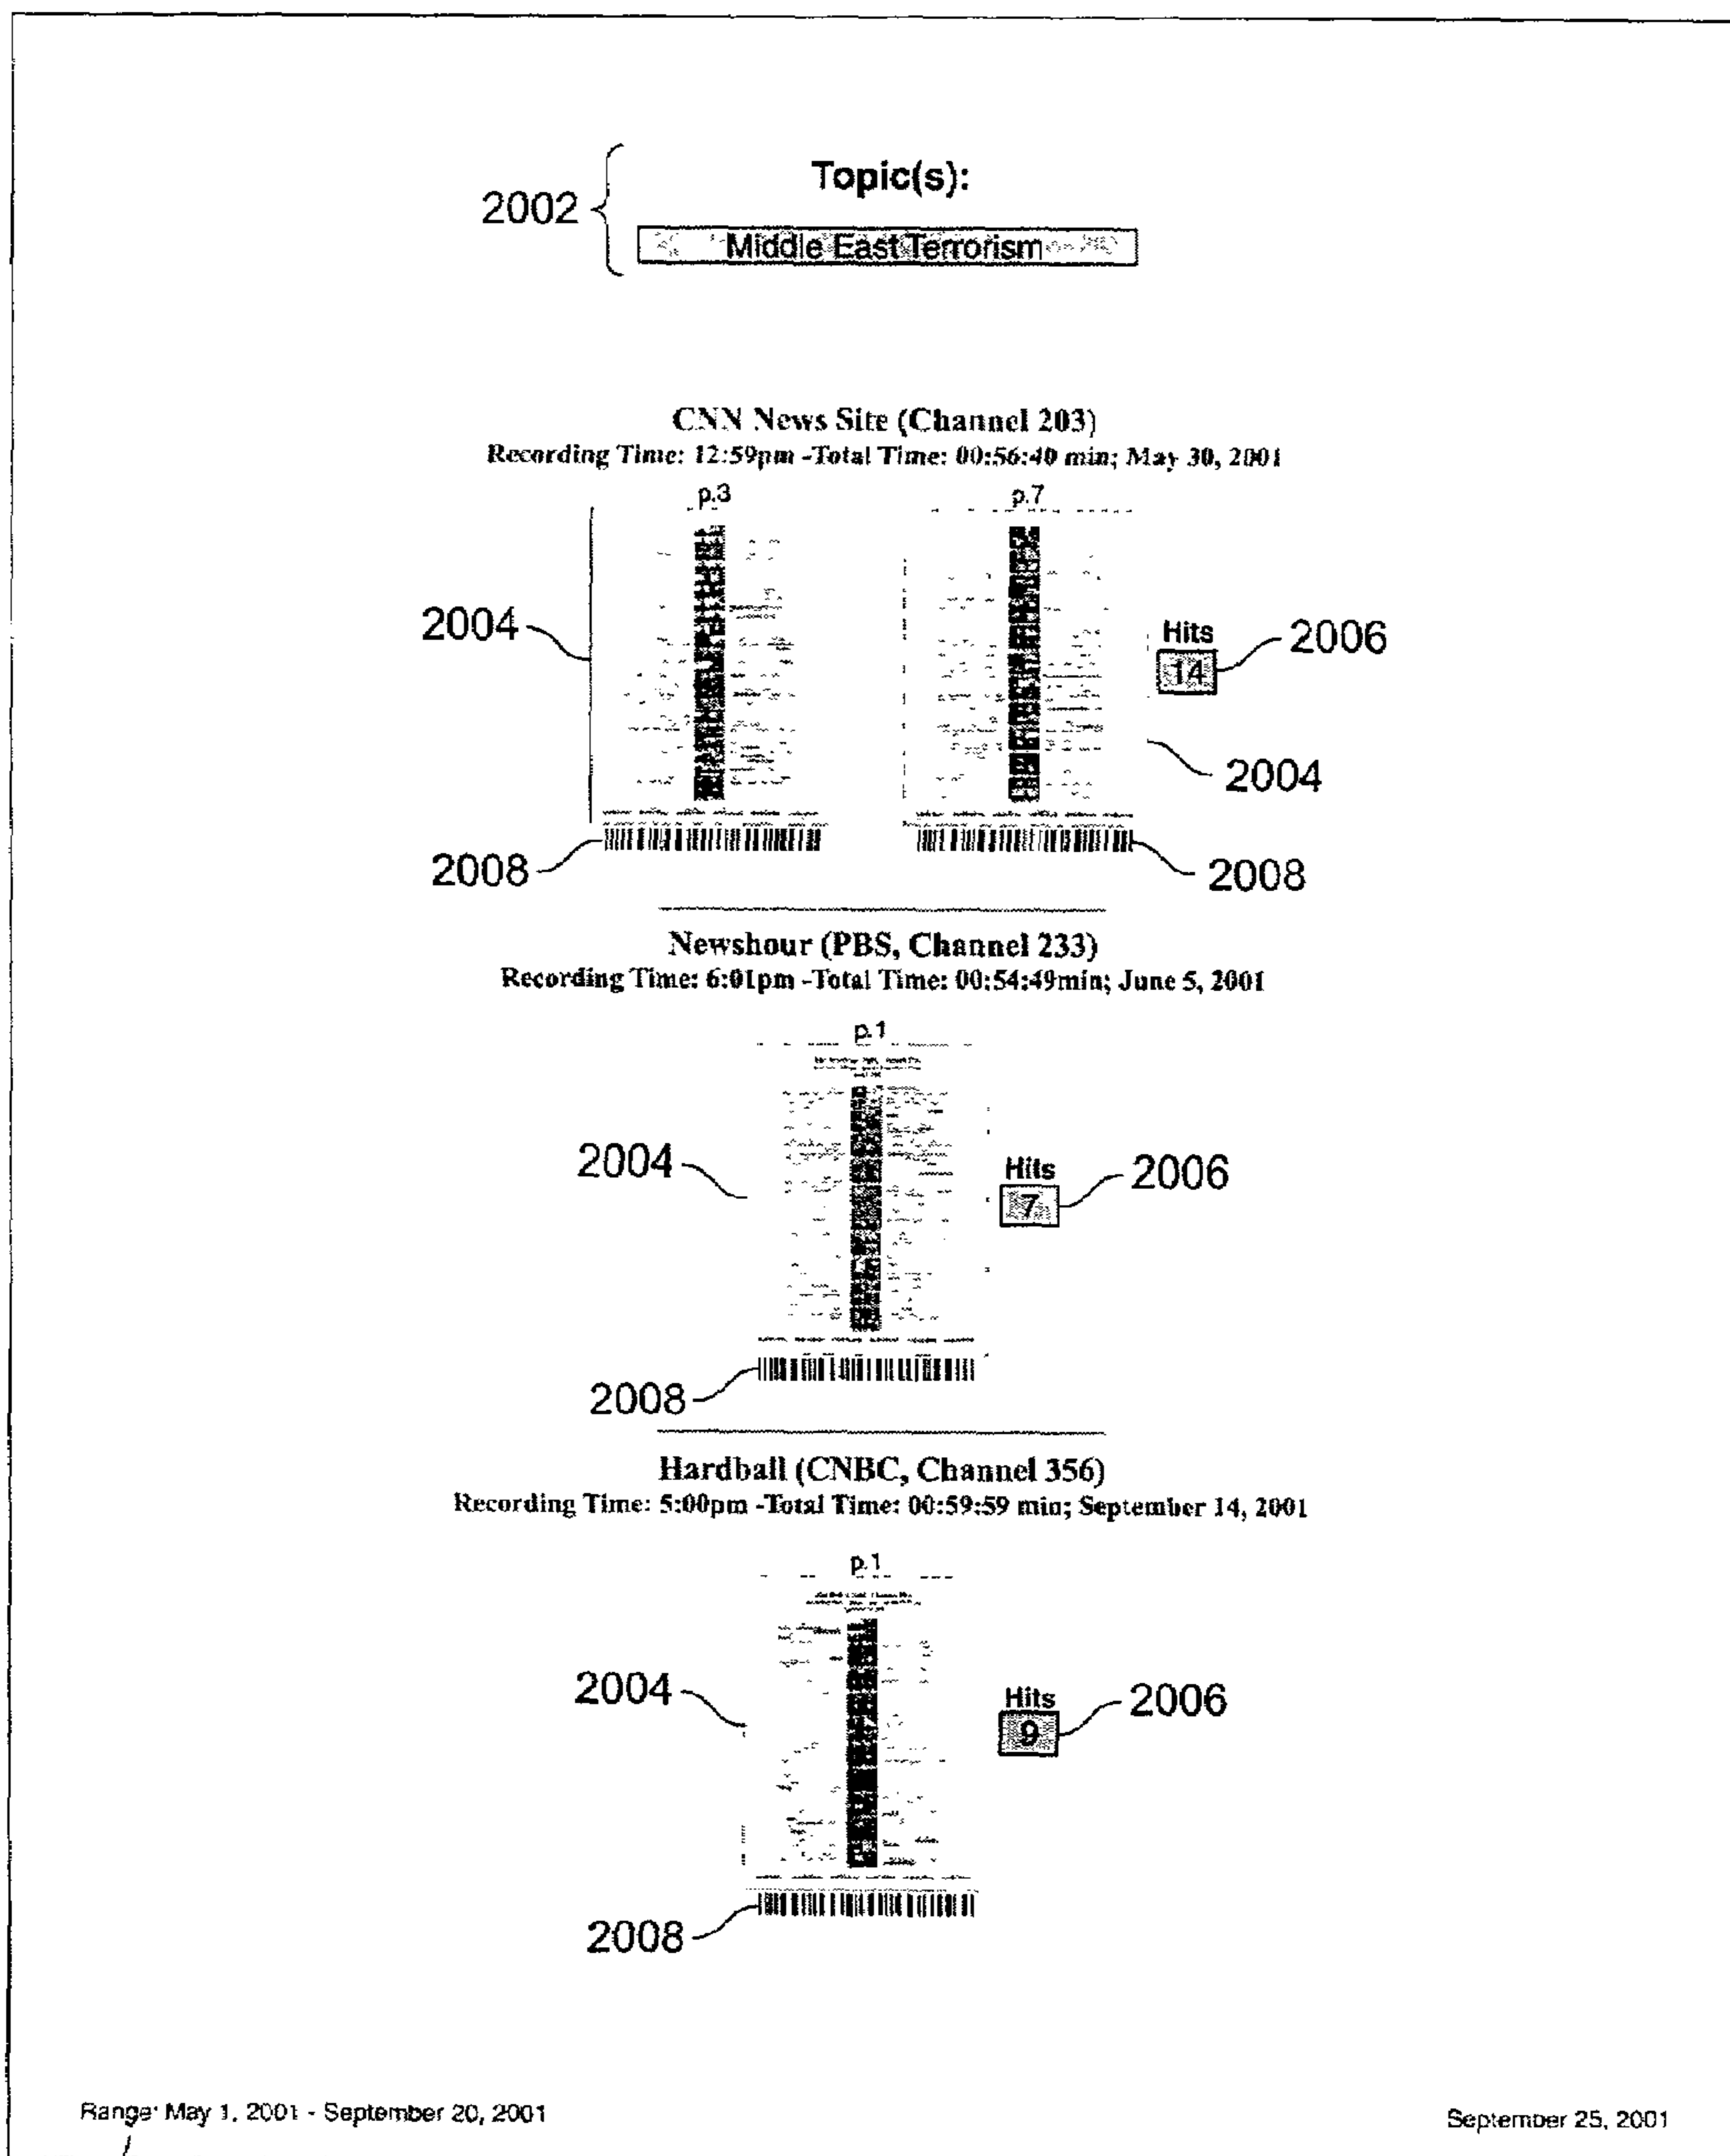 Topic(s):
2002
Middle East Terrorism
CNN News Site (Channel 203)
Recording Time: 12:59pm -Total Time: 00:56:40 min; May 30, 2001
p.3 p.7
2004
Hits 2006
14
2004
2008 2008
Newshour (PBS, Channel 233)
Recording Time: 6:01pm -Total Time: 00:54:49min; June 5, 2001
p.1
2004 Hits 2006
7
2008
Hardball (CNBC, Channel 356)
Recording Time: 5:00pm -Total Time: 00:59:59 min; September 14, 2001
p.1
2004 Hits 2006
9
2008
Range: May 1, 2001 - September 20, 2001 September 25, 2001